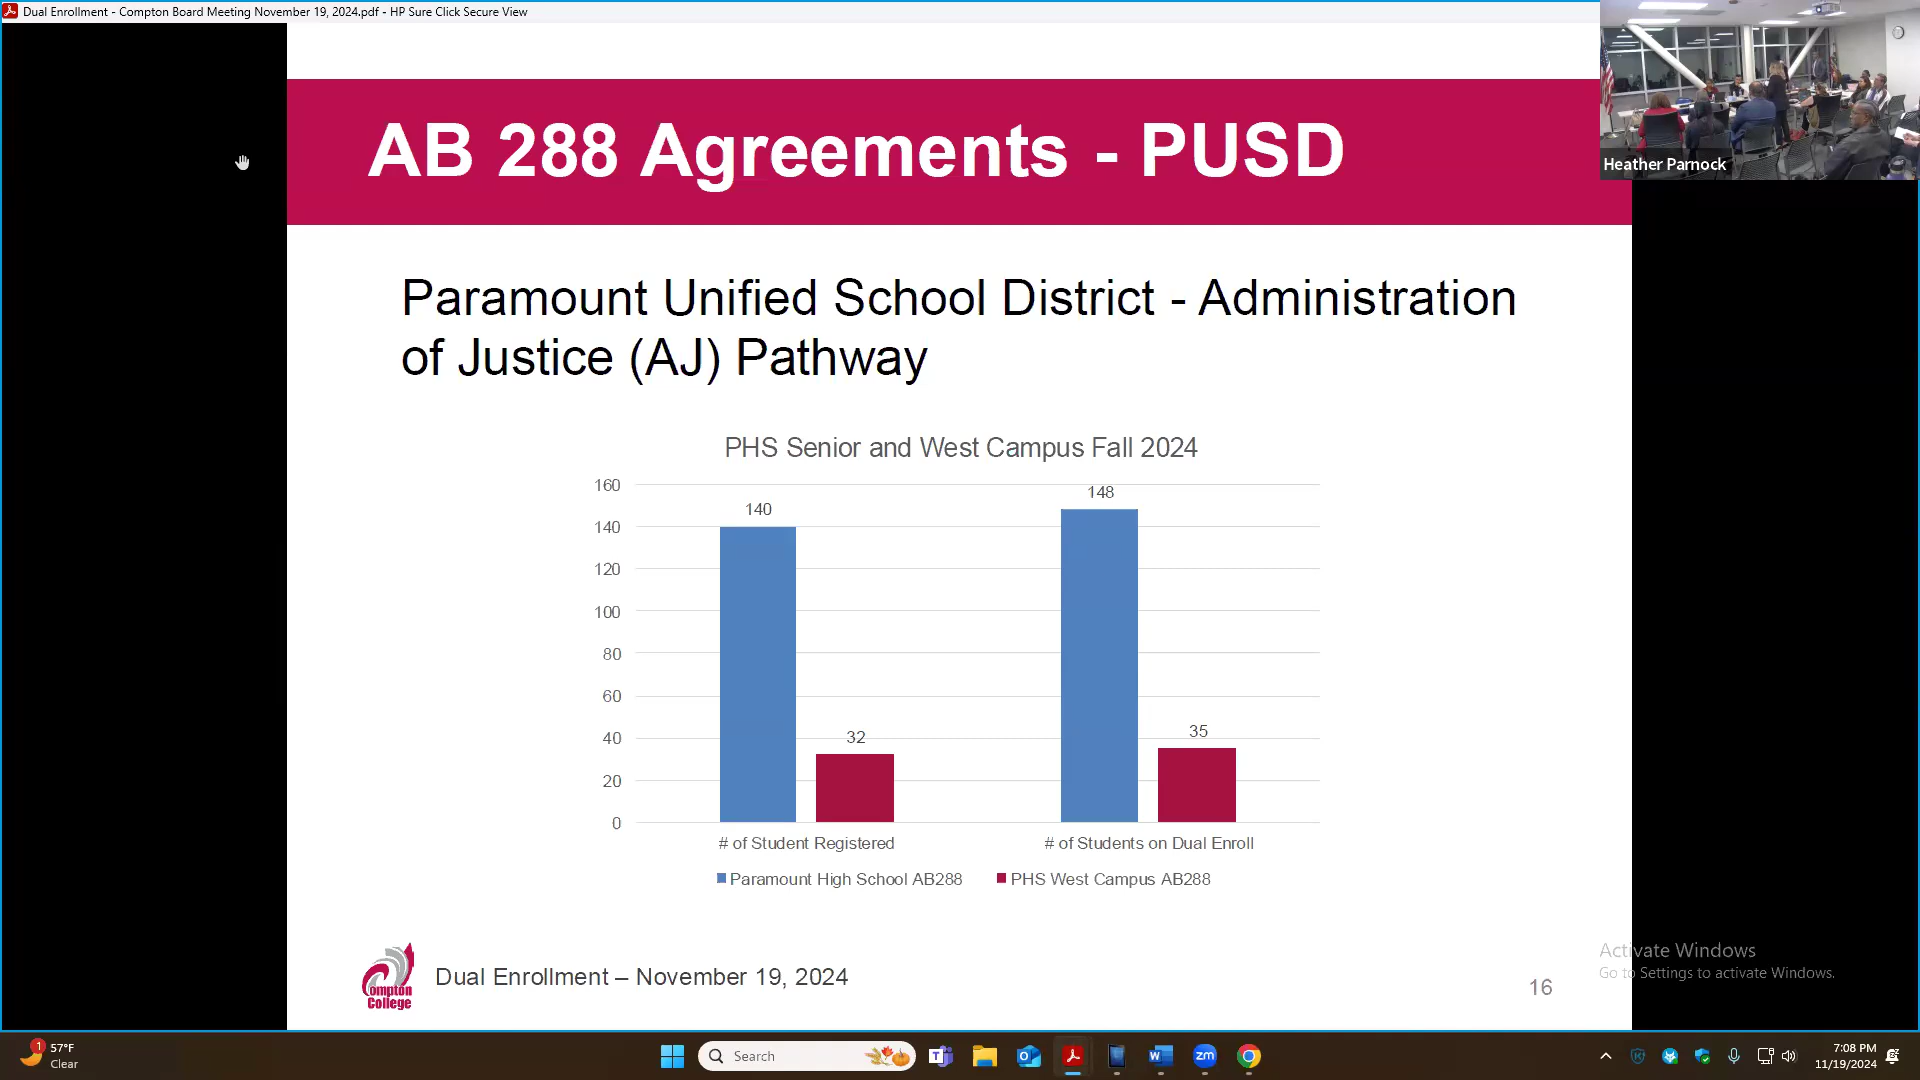 Dual Enrollment - Compton Board Meeting November 19, 2024.pdf - HP Sure Click Secure View
AB 288 Agreements - PUSD
Heather Parnock
Paramount Unified School District - Administration
of Justice (AJ) Pathway
PHS Senior and West Campus Fall 2024
160
140
120
100
80
60
40
20
0
140
32
148
35
# of Student Registered
# of Students on Dual Enroll
Paramount High School AB288
PHS West Campus AB288
Compton
College
Dual Enrollment – November 19, 2024
16
Activate Windows
Go to Settings to activate Windows.
1
57°F
Clear
Search
zm
7:08 PM
11/19/2024